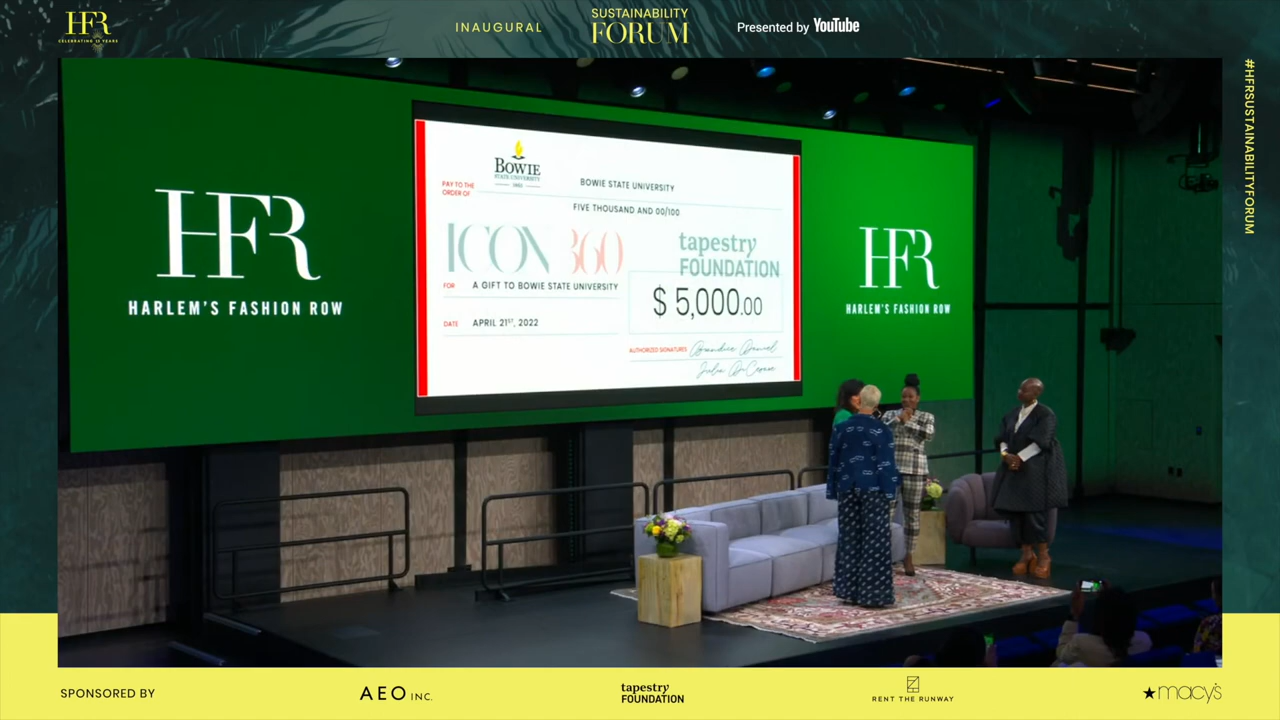 HFR
CELEBRATING 15 YEARS
INAUGURAL
SUSTAINABILITY
FORUM
Presented by YouTube
#HFRSUSTAINABILITYFORUM
HFR
HARLEM'S FASHION ROW
BOWIE
STATE UNIVERSITY
PAY TO THE
ORDER OF
BOWIE STATE UNIVERSITY
FIVE THOUSAND AND 00/100
ICON 360
tapestry
FOUNDATION
FOR
A GIFT TO BOWIE STATE UNIVERSITY
$ 5,000.00
DATE
APRIL 21ST, 2022
AUTHORIZED SIGNATURES
Brandice Daniel
HFR
HARLEM'S FASHION ROW
SPONSORED BY
AEO INC.
tapestry
FOUNDATION
RENT THE RUNWAY
macy's